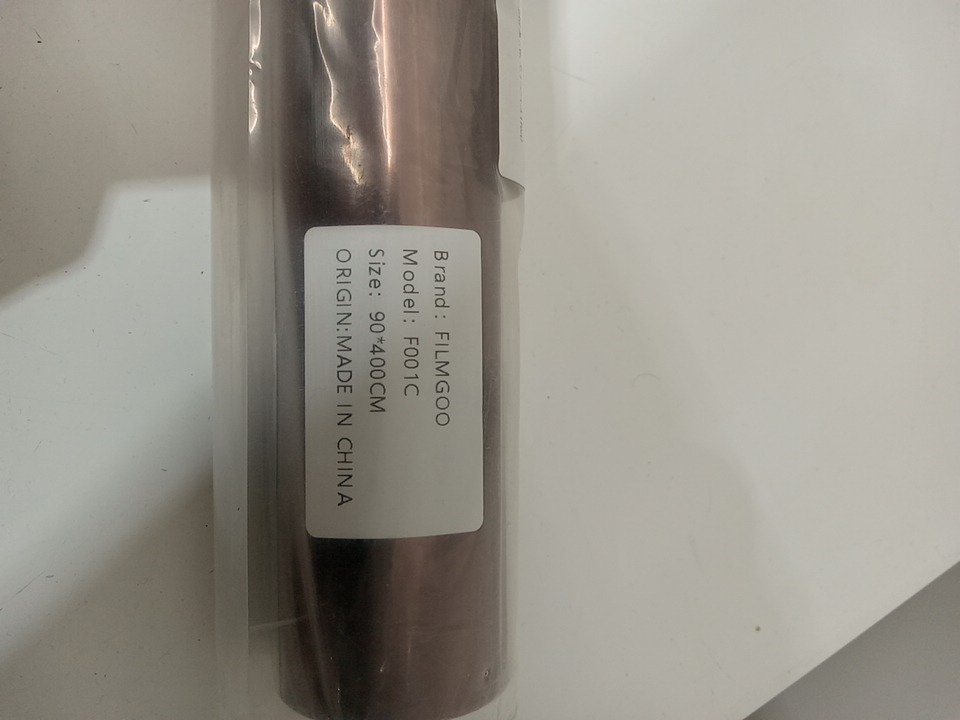 Brand: FILMGOO
Model: F001C
Size: 90*400CM
ORIGIN:MADE IN CHINA